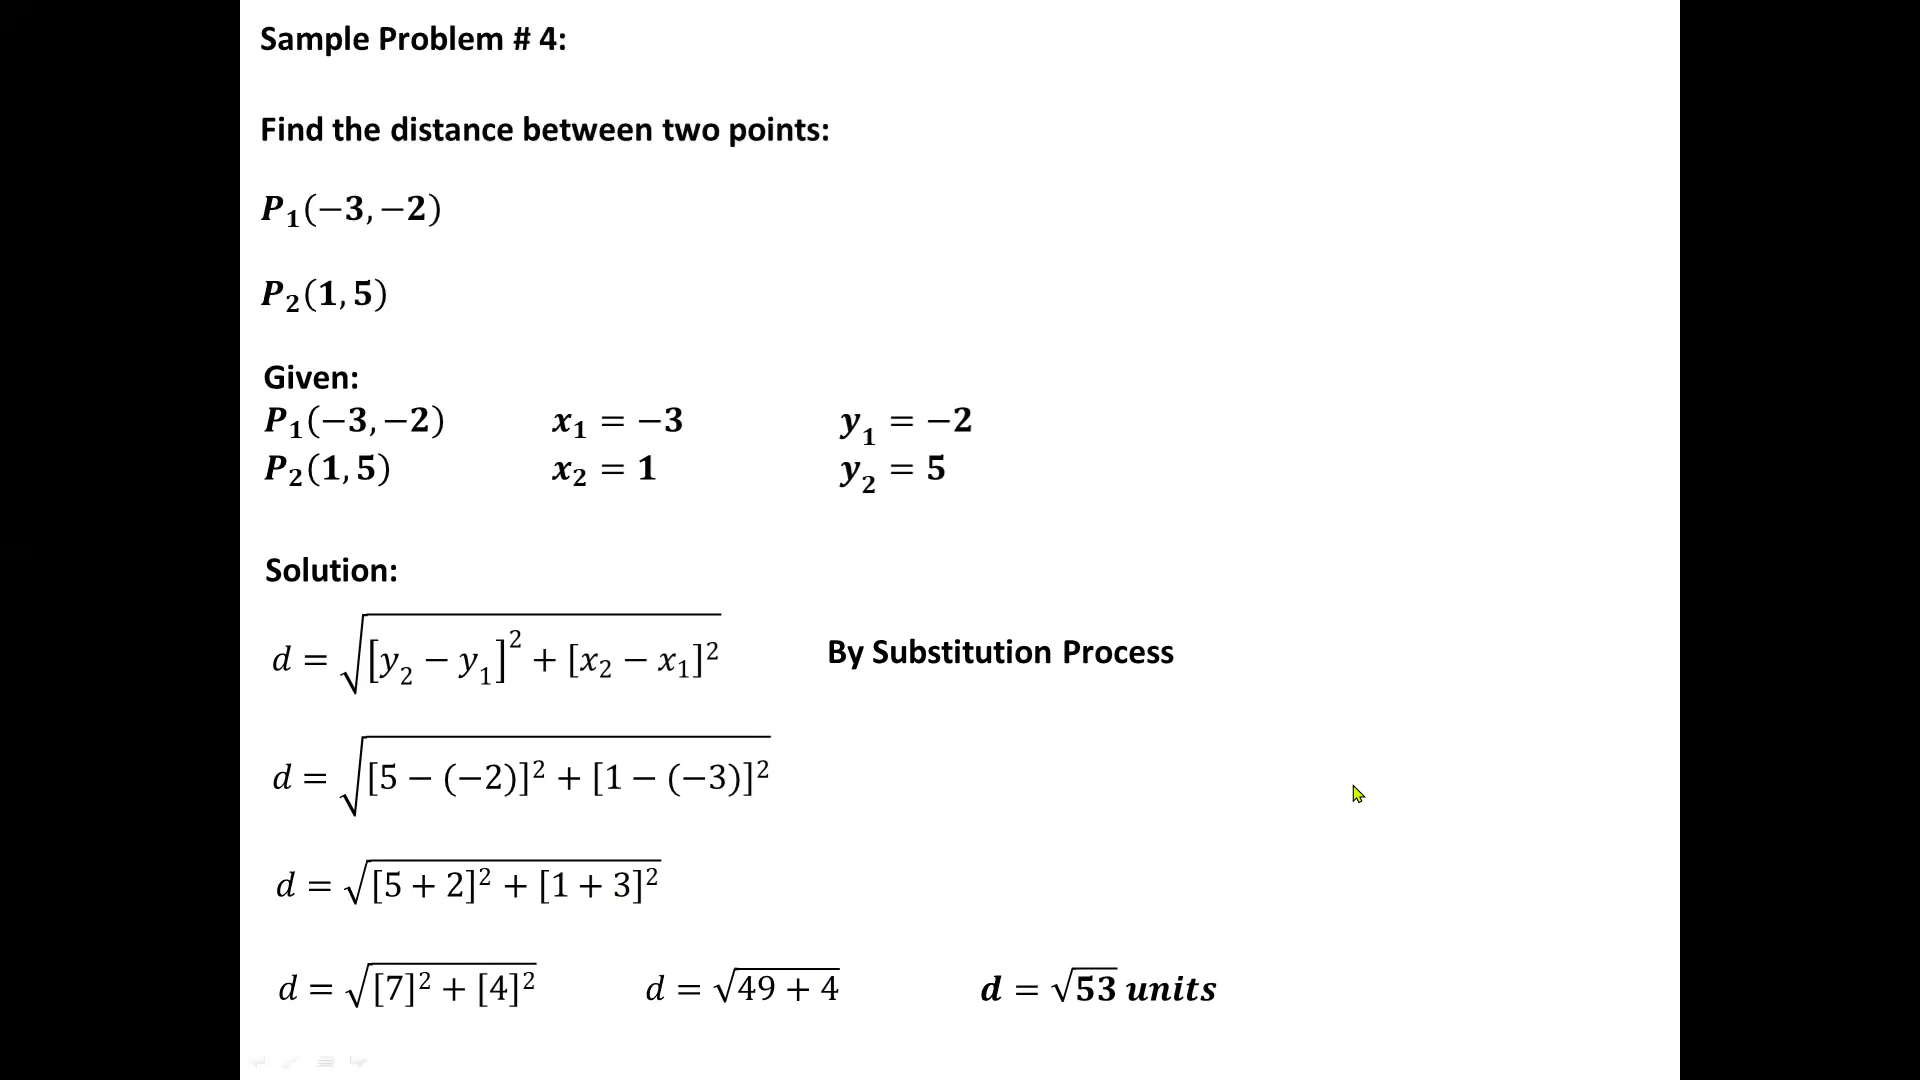 Sample Problem # 4:
Find the distance between two points:
P₁(−3, −2)
P₂(1, 5)
Given:
P₁(−3, −2) x₁ = −3 y₁ = −2
P₂(1, 5) x₂ = 1 y₂ = 5
Solution:
d = √([y₂ − y₁]² + [x₂ − x₁]²) By Substitution Process
d = √([5 − (−2)]² + [1 − (−3)]²)
d = √([5 + 2]² + [1 + 3]²)
d = √([7]² + [4]²) d = √(49 + 4) d = √53 units